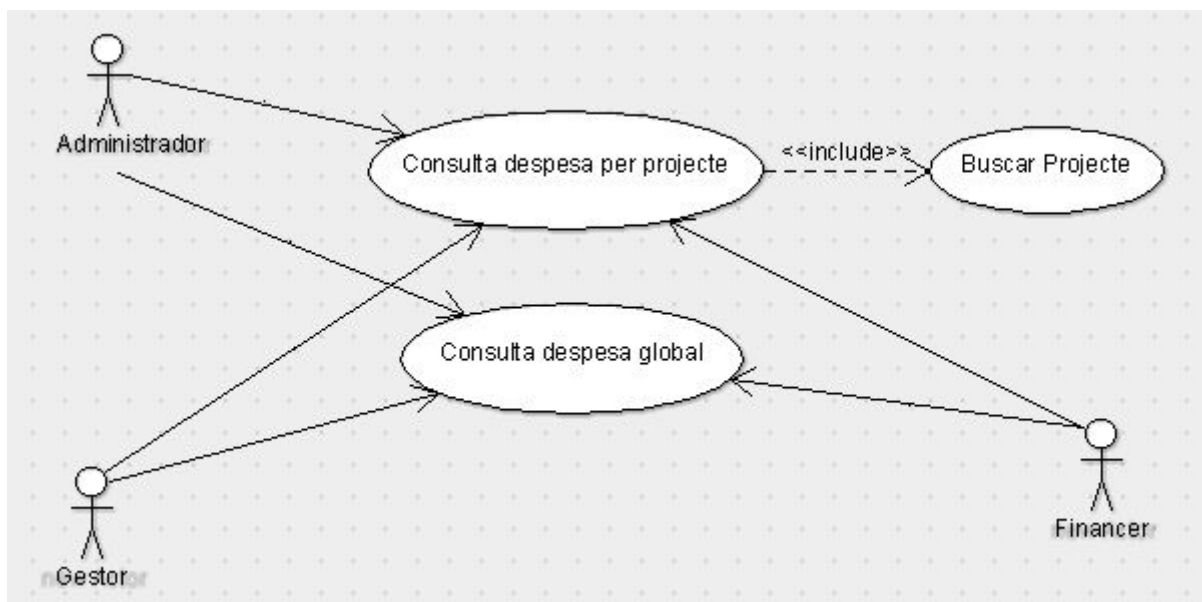 Administrador
Consulta despesa per projecte
<<include>>
Buscar Projecte
Consulta despesa global
Financer
Gestor